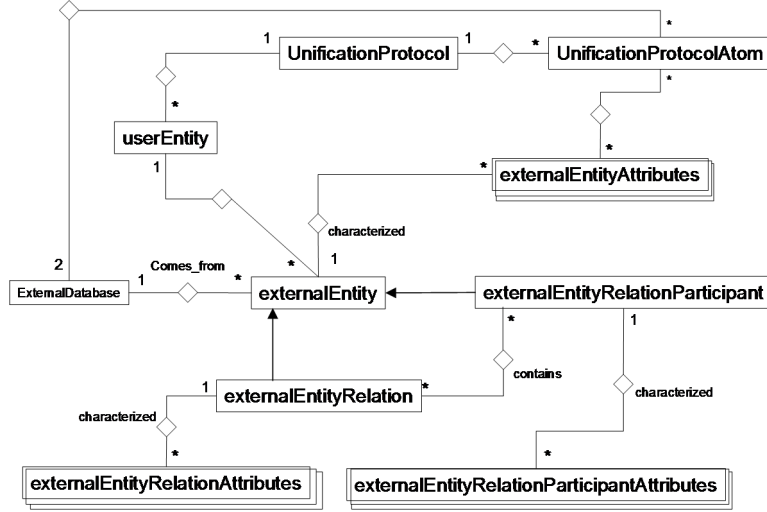 *
1
UnificationProtocol
1
*
UnificationProtocolAtom
*
*
userEntity
1
*
*
externalEntityAttributes
characterized
2
Comes_from
*
1
ExternalDatabase
1
*
externalEntity
externalEntityRelationParticipant
*
1
contains
characterized
1
externalEntityRelation
*
characterized
*
*
externalEntityRelationAttributes
externalEntityRelationParticipantAttributes